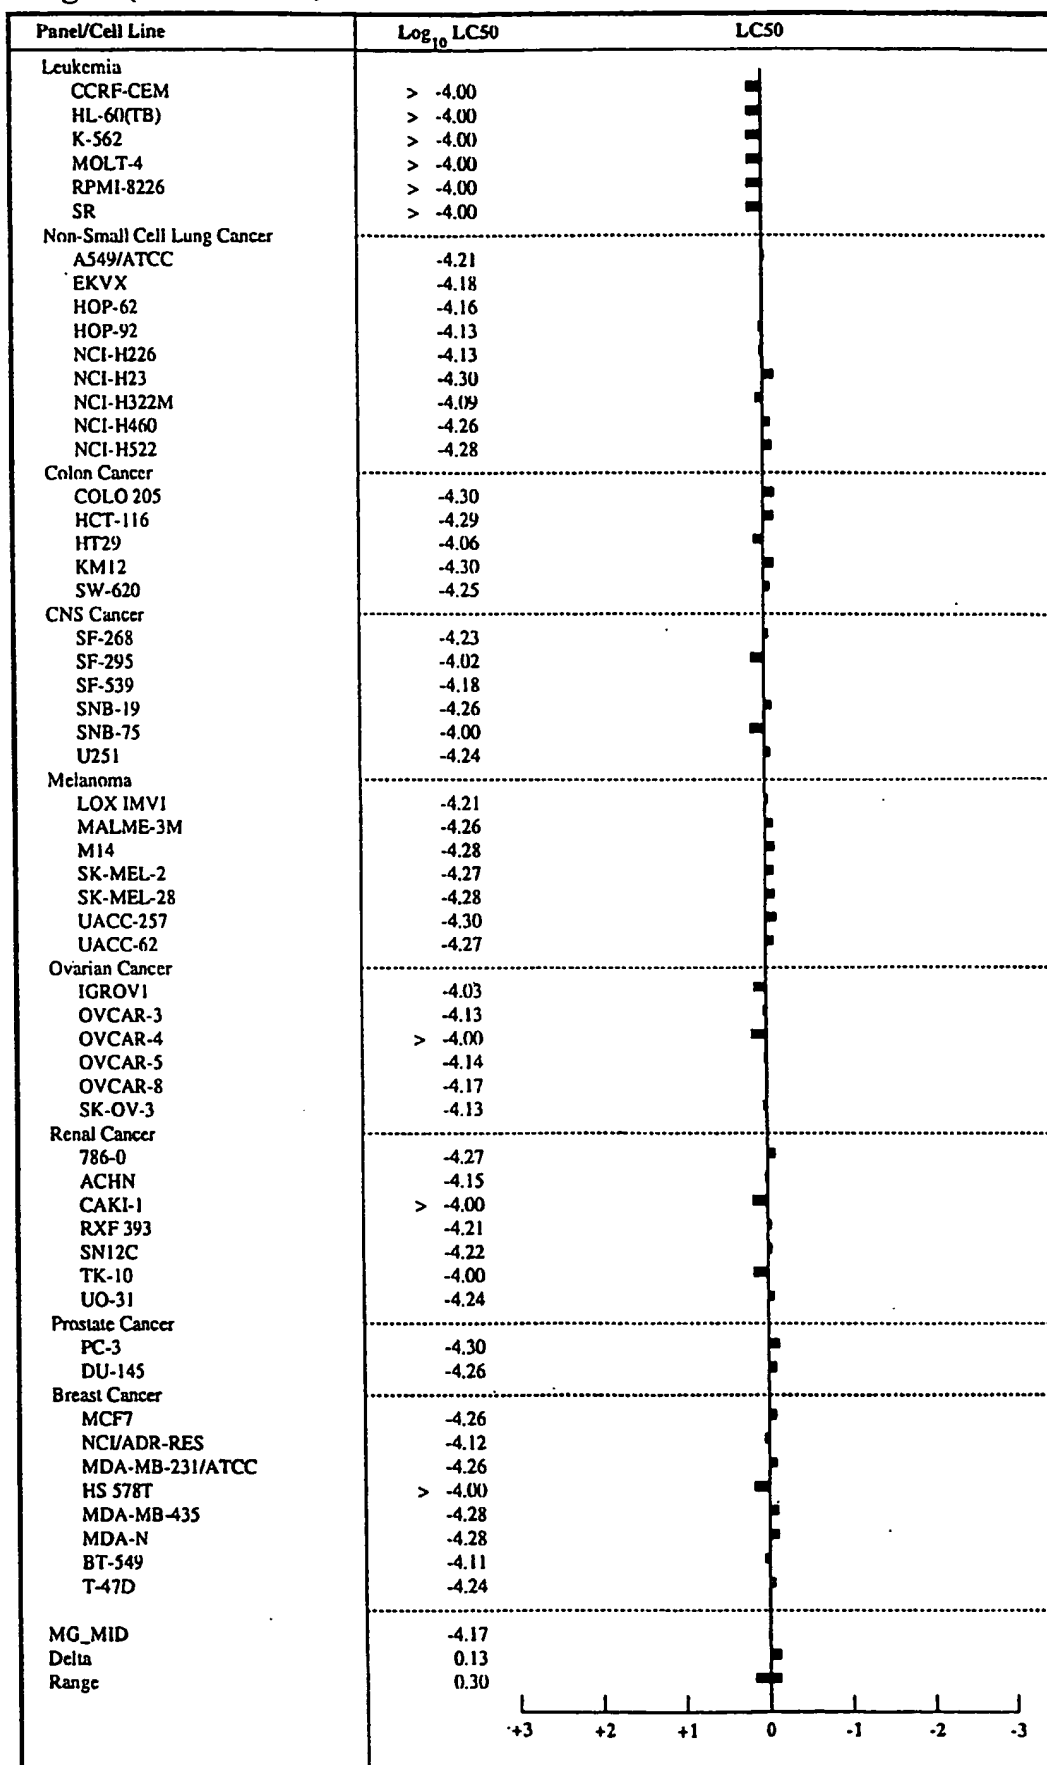 Panel/Cell Line Log10 LC50 LC50
Leukemia
CCRF-CEM > -4.00
HL-60(TB) > -4.00
K-562 > -4.00
MOLT-4 > -4.00
RPMI-8226 > -4.00
SR > -4.00
Non-Small Cell Lung Cancer
A549/ATCC -4.21
EKVX -4.18
HOP-62 -4.16
HOP-92 -4.13
NCI-H226 -4.13
NCI-H23 -4.30
NCI-H322M -4.09
NCI-H460 -4.26
NCI-H522 -4.28
Colon Cancer
COLO 205 -4.30
HCT-116 -4.29
HT29 -4.06
KM12 -4.30
SW-620 -4.25
CNS Cancer
SF-268 -4.23
SF-295 -4.02
SF-539 -4.18
SNB-19 -4.26
SNB-75 -4.00
U251 -4.24
Melanoma
LOX IMVI -4.21
MALME-3M -4.26
M14 -4.28
SK-MEL-2 -4.27
SK-MEL-28 -4.28
UACC-257 -4.30
UACC-62 -4.27
Ovarian Cancer
IGROV1 -4.03
OVCAR-3 -4.13
OVCAR-4 > -4.00
OVCAR-5 -4.14
OVCAR-8 -4.17
SK-OV-3 -4.13
Renal Cancer
786-0 -4.27
ACHN -4.15
CAKI-1 > -4.00
RXF 393 -4.21
SN12C -4.22
TK-10 -4.00
UO-31 -4.24
Prostate Cancer
PC-3 -4.30
DU-145 -4.26
Breast Cancer
MCF7 -4.26
NCI/ADR-RES -4.12
MDA-MB-231/ATCC -4.26
HS 578T > -4.00
MDA-MB-435 -4.28
MDA-N -4.28
BT-549 -4.11
T-47D -4.24
MG_MID -4.17
Delta 0.13
Range 0.30
+3 +2 +1 0 -1 -2 -3